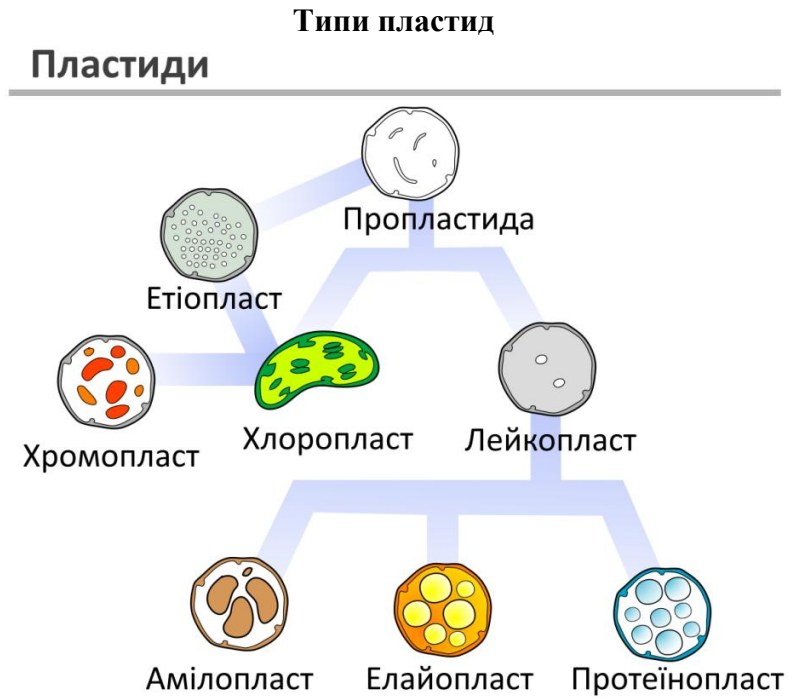 Типи пластид
Пластиди
Пропластида
Етіопласт
Хромопласт
Хлоропласт
Лейкопласт
Амілопласт
Елайопласт
Протеїнопласт